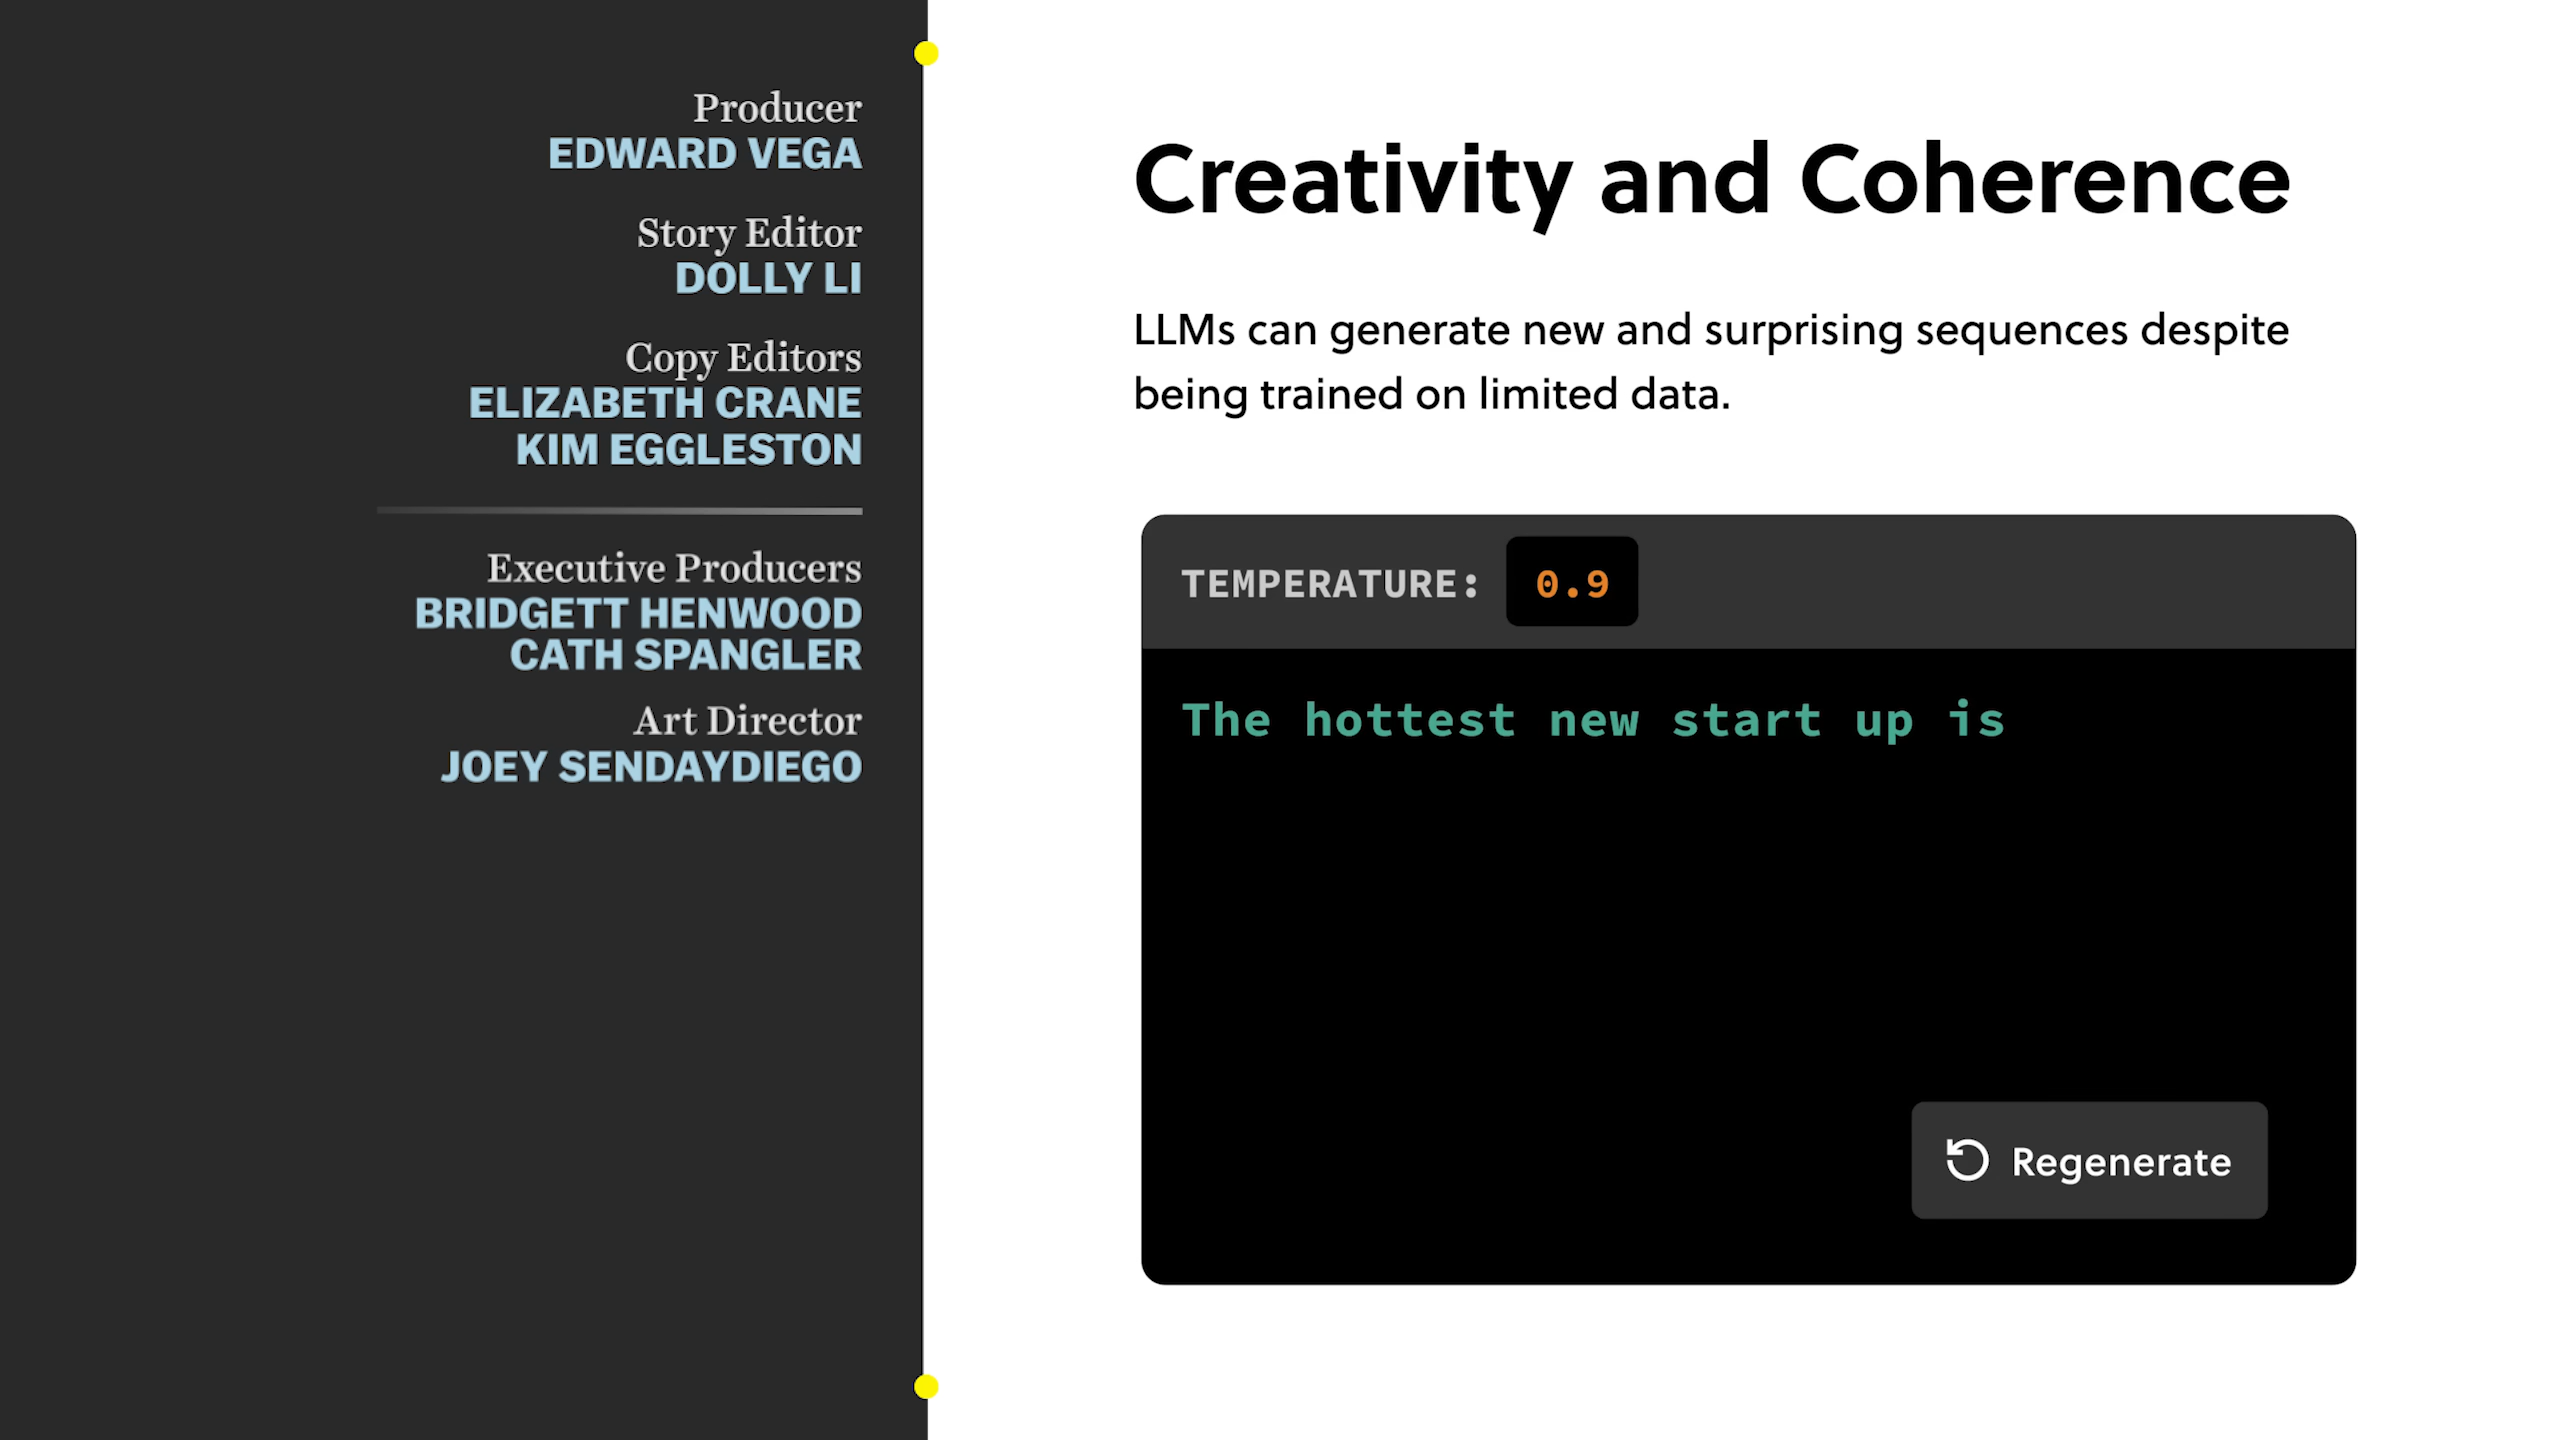 Producer
EDWARD VEGA
Story Editor
DOLLY LI
Copy Editors
ELIZABETH CRANE
KIM EGGLESTON
Executive Producers
BRIDGETT HENWOOD
CATH SPANGLER
Art Director
JOEY SENDAYDIEGO
Creativity and Coherence
LLMs can generate new and surprising sequences despite
being trained on limited data.
TEMPERATURE: 0.9
The hottest new start up is
Regenerate